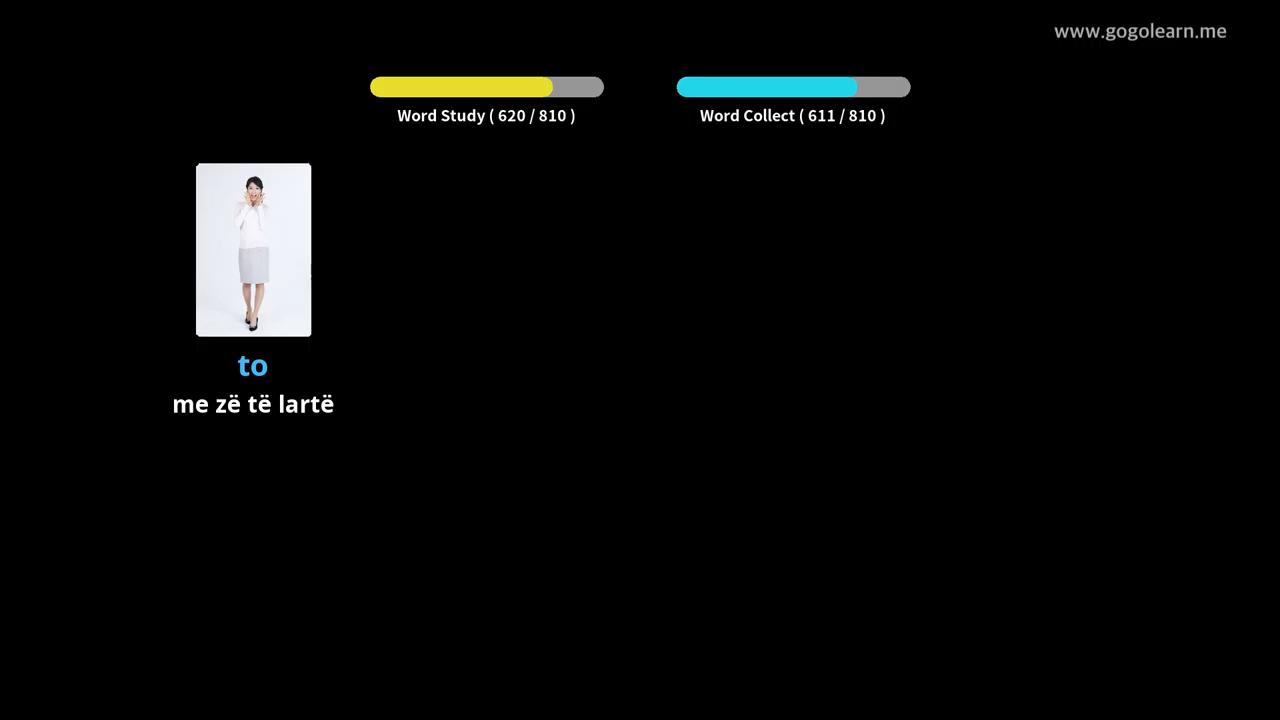 www.gogolearn.me
Word Study ( 620 / 810 )
Word Collect ( 611 / 810 )
to
me zë të lartë